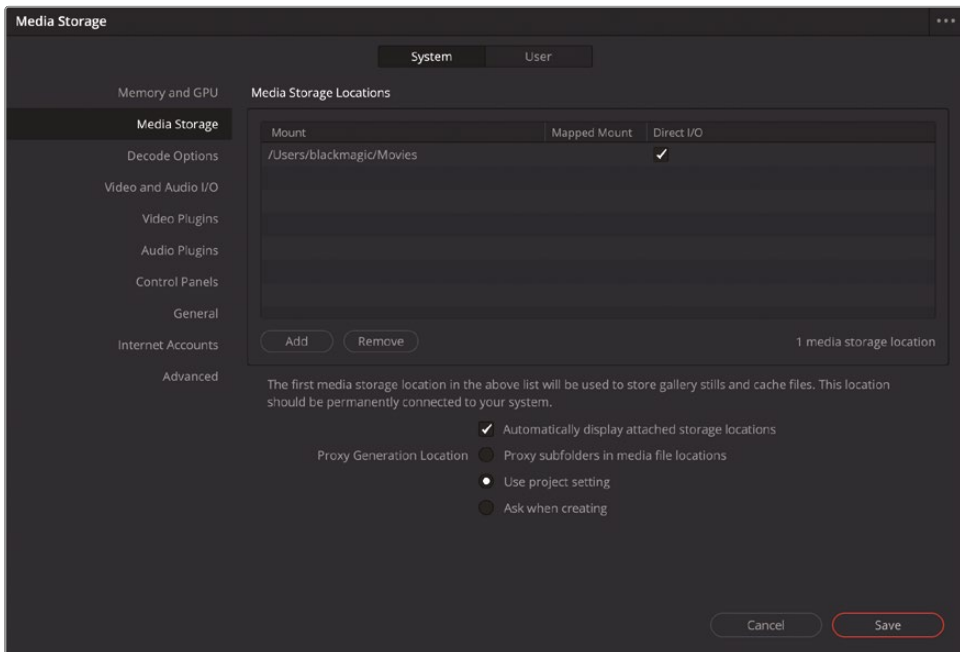 Media Storage
System
User
Memory and GPU
Media Storage
Decode Options
Video and Audio I/O
Video Plugins
Audio Plugins
Control Panels
General
Internet Accounts
Advanced
Media Storage Locations
Mount
Mapped Mount
Direct I/O
/Users/blackmagic/Movies
Add
Remove
1 media storage location
The first media storage location in the above list will be used to store gallery stills and cache files. This location
should be permanently connected to your system.
Automatically display attached storage locations
Proxy Generation Location
Proxy subfolders in media file locations
Use project setting
Ask when creating
Cancel
Save